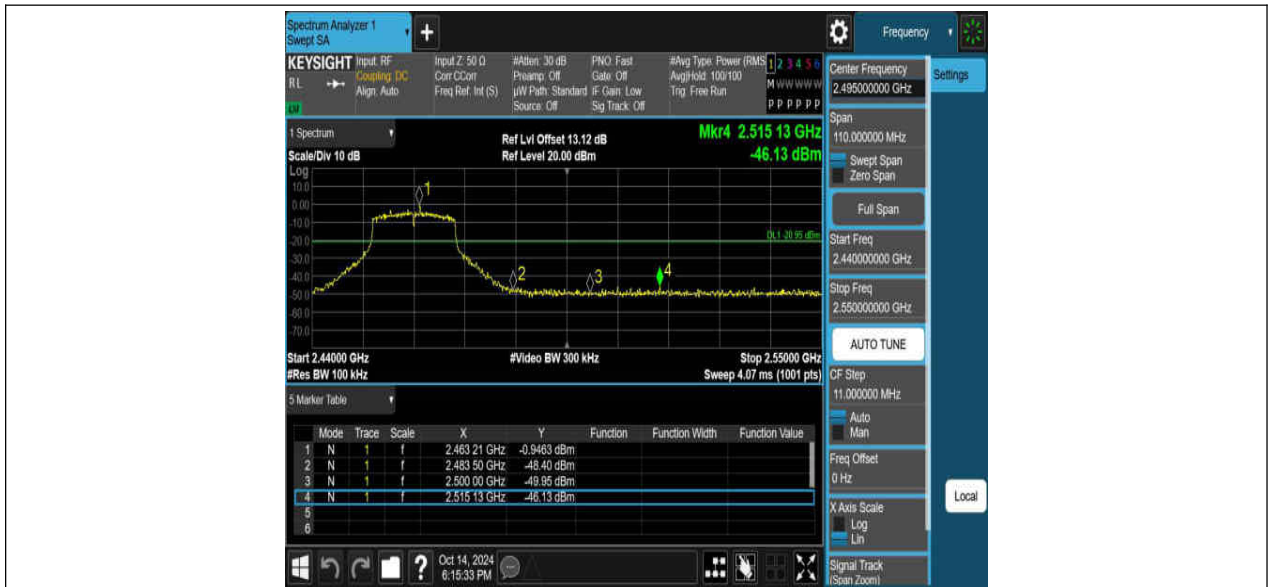 Spectrum Analyzer 1
Swept SA
+
Frequency
KEYSIGHT
RL
Input: RF
Coupling: DC
Align: Auto
Input Z: 50 Ω
Corr CCorr
Freq Ref: Int (S)
#Atten: 30 dB
Preamp: Off
µW Path: Standard
Source: Off
PNO: Fast
Gate: Off
IF Gain: Low
Sig Track: Off
#Avg Type: Power (RMS
Avg|Hold: 100/100
Trig: Free Run
1 2 3 4 5 6
M W W W W W
P P P P P P
Center Frequency
2.495000000 GHz
Settings
1 Spectrum
Scale/Div 10 dB
Ref Lvl Offset 13.12 dB
Ref Level 20.00 dBm
Mkr4 2.515 13 GHz
-46.13 dBm
Log
10.0
0.00
-10.0
-20.0
-30.0
-40.0
-50.0
-60.0
-70.0
1
2
3
4
DL1 -20.95 dBm
Start 2.44000 GHz
#Res BW 100 kHz
#Video BW 300 kHz
Stop 2.55000 GHz
Sweep 4.07 ms (1001 pts)
Span
110.000000 MHz
Swept Span
Zero Span
Full Span
Start Freq
2.440000000 GHz
Stop Freq
2.550000000 GHz
AUTO TUNE
CF Step
11.000000 MHz
Auto
Man
Freq Offset
0 Hz
X Axis Scale
Log
Lin
Signal Track
(Span Zoom)
Local
5 Marker Table
Mode Trace Scale X Y Function Function Width Function Value
1 N 1 f 2.463 21 GHz -0.9463 dBm
2 N 1 f 2.483 50 GHz -48.40 dBm
3 N 1 f 2.500 00 GHz -49.95 dBm
4 N 1 f 2.515 13 GHz -46.13 dBm
5
6
?
Oct 14, 2024
6:15:33 PM